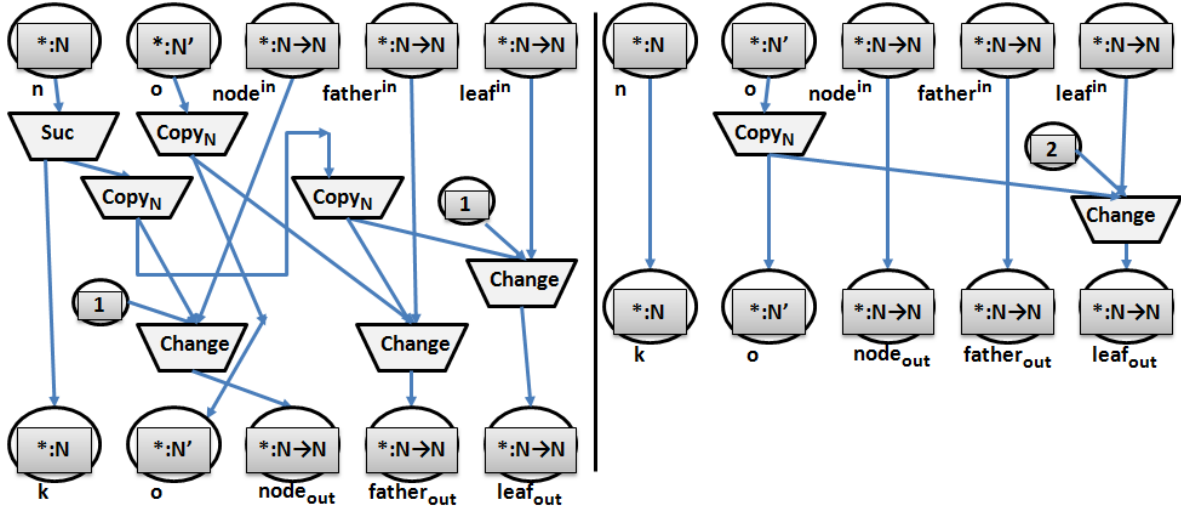 *:N *:N' *:N→N *:N→N *:N→N
n o node^in father^in leaf^in
Suc Copy_N
Copy_N Copy_N 1
Change
1
Change Change
*:N *:N' *:N→N *:N→N *:N→N
k o node_out father_out leaf_out
*:N *:N' *:N→N *:N→N *:N→N
n o node^in father^in leaf^in
Copy_N 2
Change
*:N *:N' *:N→N *:N→N *:N→N
k o node_out father_out leaf_out